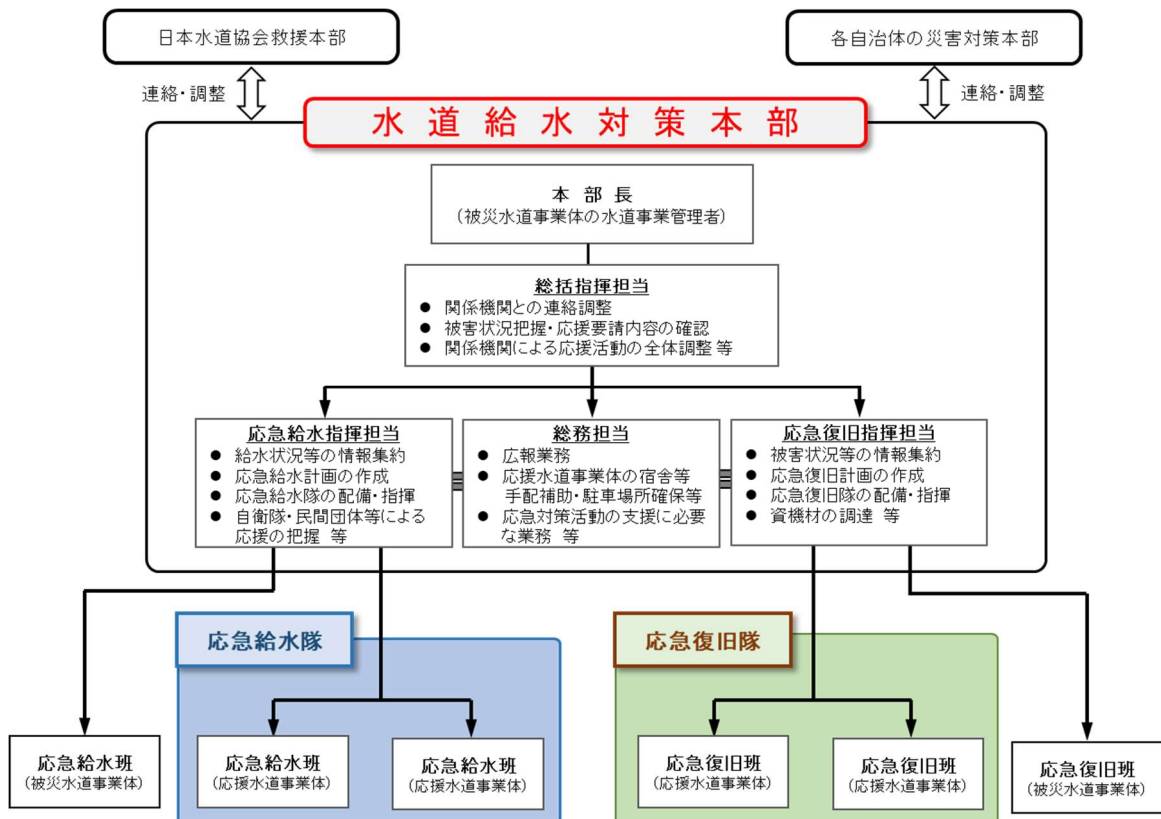 日本水道協会救援本部
各自治体の災害対策本部
連絡・調整
連絡・調整
水道給水対策本部
本部長
(被災水道事業体の水道事業管理者)
総括指揮担当
● 関係機関との連絡調整
● 被害状況把握・応援要請内容の確認
● 関係機関による応援活動の全体調整 等
応急給水指揮担当
● 給水状況等の情報集約
● 応急給水計画の作成
● 応急給水隊の配備・指揮
● 自衛隊・民間団体等による
応援の把握 等
総務担当
● 広報業務
● 応援水道事業体の宿舎等
手配補助・駐車場所確保等
● 応急対策活動の支援に必要
な業務 等
応急復旧指揮担当
● 被害状況等の情報集約
● 応急復旧計画の作成
● 応急復旧隊の配備・指揮
● 資機材の調達 等
応急給水隊
応急復旧隊
応急給水班
(被災水道事業体)
応急給水班
(応援水道事業体)
応急給水班
(応援水道事業体)
応急復旧班
(応援水道事業体)
応急復旧班
(応援水道事業体)
応急復旧班
(被災水道事業体)